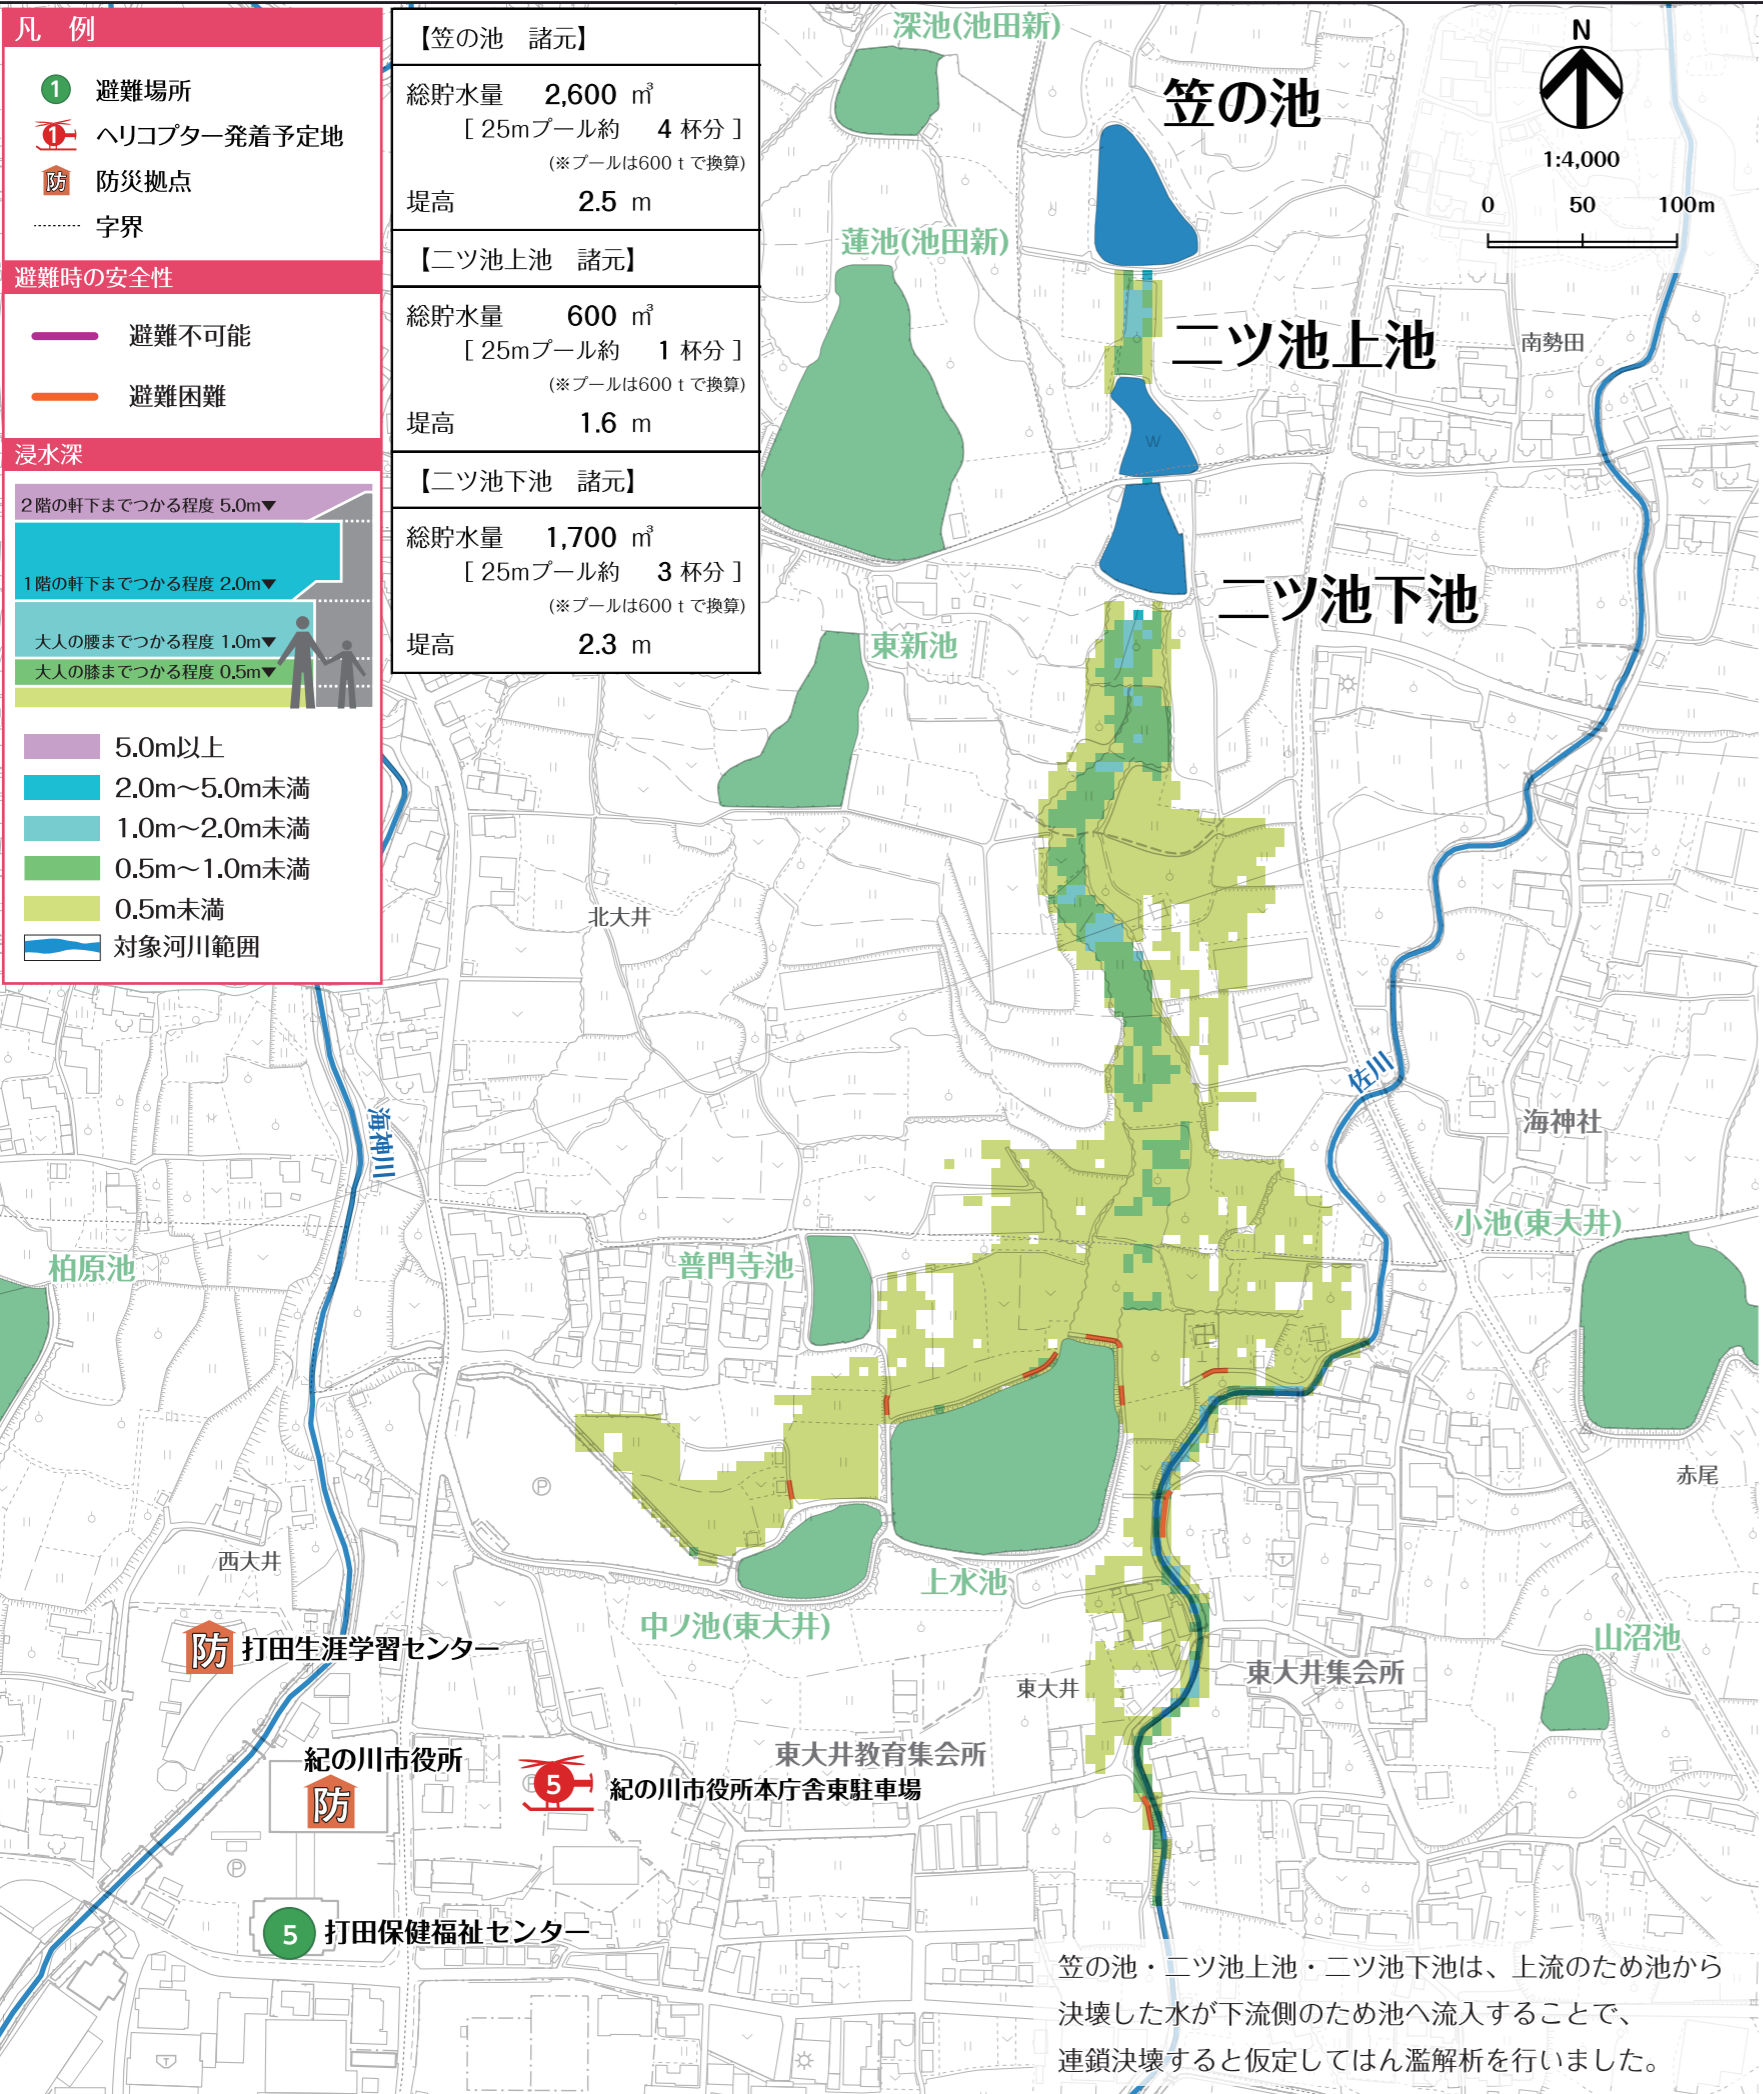 凡 例
1 避難場所
1 ヘリコプター発着予定地
防 防災拠点
字界
避難時の安全性
避難不可能
避難困難
浸水深
2階の軒下までつかる程度 5.0m▼
1階の軒下までつかる程度 2.0m▼
大人の腰までつかる程度 1.0m▼
大人の膝までつかる程度 0.5m▼
5.0m以上
2.0m～5.0m未満
1.0m～2.0m未満
0.5m～1.0m未満
0.5m未満
対象河川範囲
【笠の池 諸元】
総貯水量 2,600 ㎥
[ 25mプール約 4 杯分 ]
(※プールは600ｔで換算)
堤高 2.5 m
【二ツ池上池 諸元】
総貯水量 600 ㎥
[ 25mプール約 1 杯分 ]
(※プールは600ｔで換算)
堤高 1.6 m
【二ツ池下池 諸元】
総貯水量 1,700 ㎥
[ 25mプール約 3 杯分 ]
(※プールは600ｔで換算)
堤高 2.3 m
N
1:4,000
0 50 100m
深池(池田新)
笠の池
蓮池(池田新)
二ツ池上池
南勢田
W
二ツ池下池
東新池
北大井
佐川
海神川
海神社
小池(東大井)
柏原池
普門寺池
赤尾
西大井
上水池
中ノ池(東大井)
山沼池
防 打田生涯学習センター
東大井
東大井集会所
紀の川市役所
防
東大井教育集会所
5 紀の川市役所本庁舎東駐車場
P
P
5 打田保健福祉センター
笠の池・二ツ池上池・二ツ池下池は、上流のため池から
決壊した水が下流側のため池へ流入することで、
連鎖決壊すると仮定してはん濫解析を行いました。